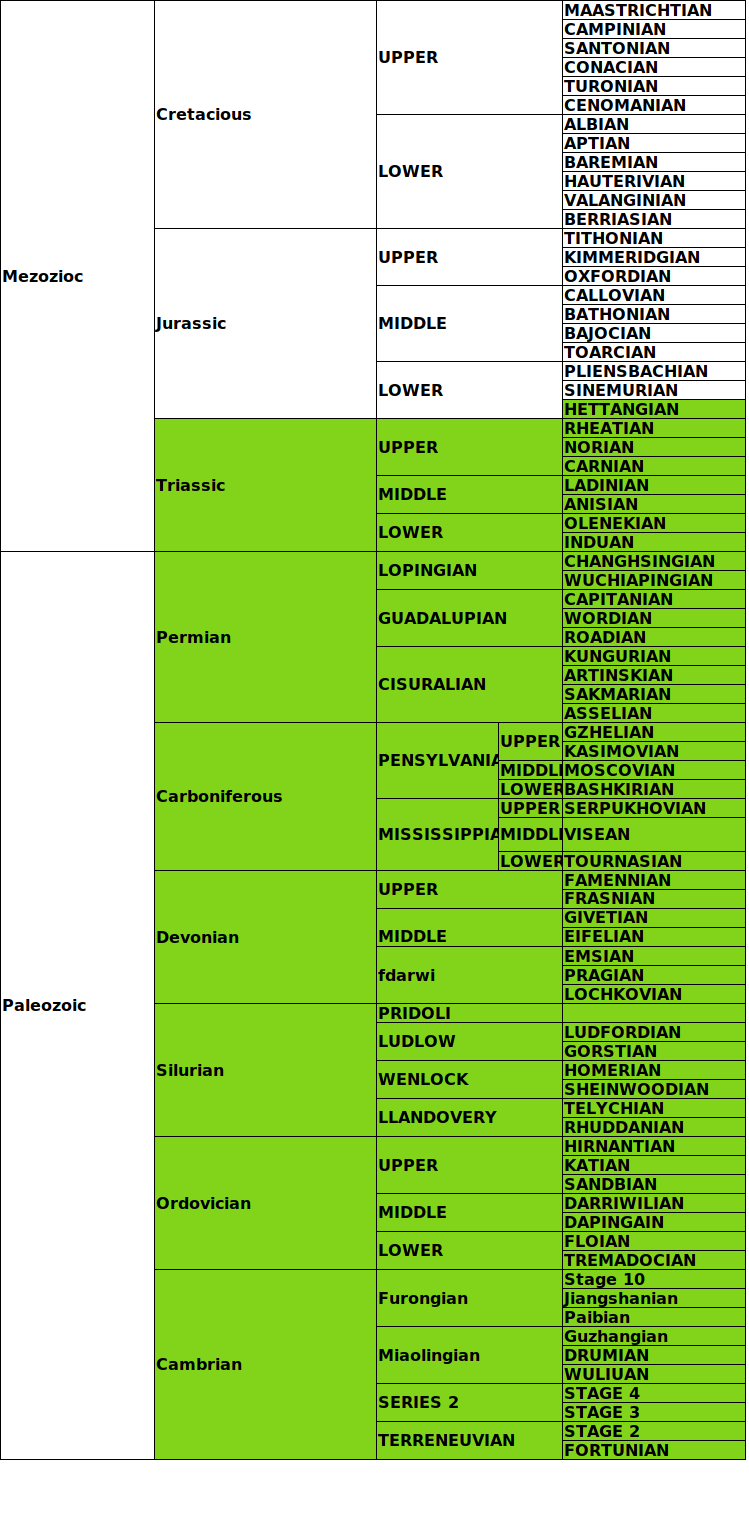 MAASTRICHTIAN
CAMPINIAN
SANTONIAN
UPPER
CONACIAN
TURONIAN
CENOMANIAN
Cretacious
ALBIAN
APTIAN
BAREMIAN
LOWER
HAUTERIVIAN
VALANGINIAN
BERRIASIAN
Mezozioc
TITHONIAN
UPPER
KIMMERIDGIAN
OXFORDIAN
Jurassic
CALLOVIAN
BATHONIAN
MIDDLE
BAJOCIAN
TOARCIAN
PLIENSBACHIAN
LOWER
SINEMURIAN
HETTANGIAN
Triassic
RHEATIAN
UPPER
NORIAN
CARNIAN
MIDDLE
LADINIAN
ANISIAN
LOWER
OLENEKIAN
INDUAN
Paleozoic
Permian
LOPINGIAN
CHANGHSINGIAN
WUCHIAPINGIAN
GUADALUPIAN
CAPITANIAN
WORDIAN
ROADIAN
CISURALIAN
KUNGURIAN
ARTINSKIAN
SAKMARIAN
ASSELIAN
Carboniferous
PENSYLVANIA
UPPER
GZHELIAN
KASIMOVIAN
MIDDLE
MOSCOVIAN
LOWER
BASHKIRIAN
MISSISSIPPIA
UPPER
SERPUKHOVIAN
MIDDLE
VISEAN
LOWER
TOURNASIAN
Devonian
UPPER
FAMENNIAN
FRASNIAN
MIDDLE
GIVETIAN
EIFELIAN
fdarwi
EMSIAN
PRAGIAN
LOCHKOVIAN
Silurian
PRIDOLI
LUDLOW
LUDFORDIAN
GORSTIAN
WENLOCK
HOMERIAN
SHEINWOODIAN
LLANDOVERY
TELYCHIAN
RHUDDANIAN
Ordovician
UPPER
HIRNANTIAN
KATIAN
SANDBIAN
MIDDLE
DARRIWILIAN
DAPINGAIN
LOWER
FLOIAN
TREMADOCIAN
Cambrian
Furongian
Stage 10
Jiangshanian
Paibian
Miaolingian
Guzhangian
DRUMIAN
WULIUAN
SERIES 2
STAGE 4
STAGE 3
TERRENEUVIAN
STAGE 2
FORTUNIAN